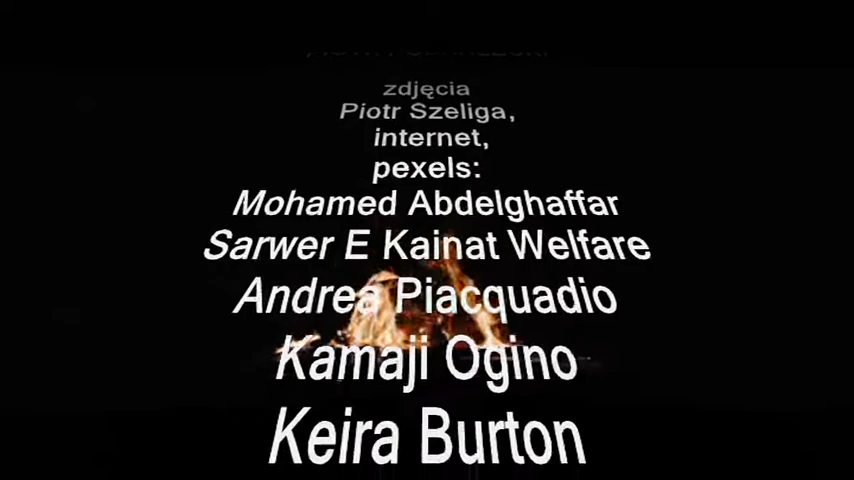 zdjęcia
Piotr Szeliga,
internet,
pexels:
Mohamed Abdelghaffar
Sarwer E Kainat Welfare
Andrea Piacquadio
Kamaji Ogino
Keira Burton